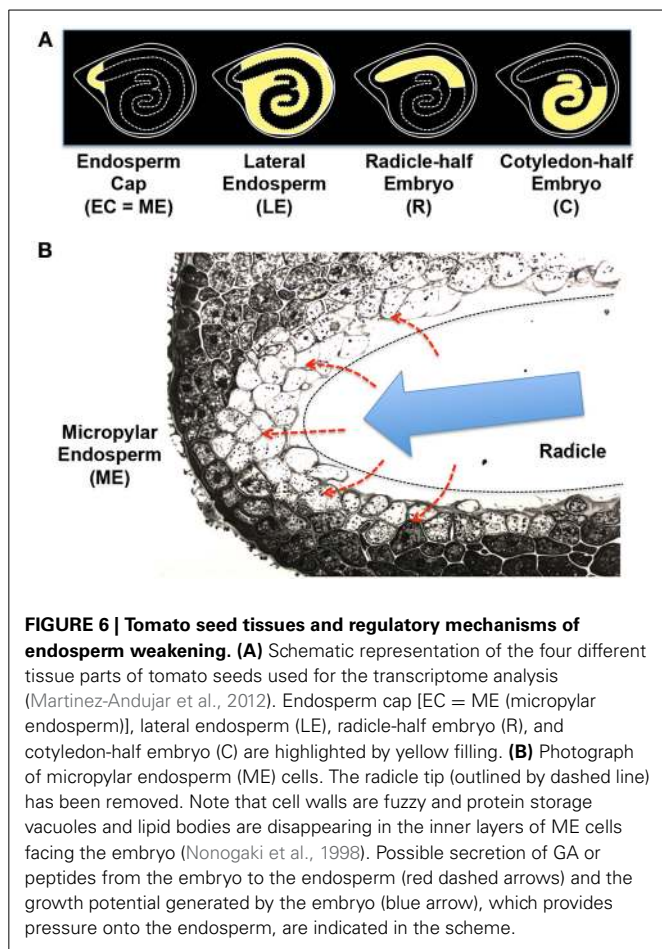 A
Endosperm
Cap
(EC = ME)
Lateral
Endosperm
(LE)
Radicle-half
Embryo
(R)
Cotyledon-half
Embryo
(C)
B
Micropylar
Endosperm
(ME)
Radicle
FIGURE 6 | Tomato seed tissues and regulatory mechanisms of
endosperm weakening. (A) Schematic representation of the four different
tissue parts of tomato seeds used for the transcriptome analysis
(Martinez-Andujar et al., 2012). Endosperm cap [EC = ME (micropylar
endosperm)], lateral endosperm (LE), radicle-half embryo (R), and
cotyledon-half embryo (C) are highlighted by yellow filling. (B) Photograph
of micropylar endosperm (ME) cells. The radicle tip (outlined by dashed line)
has been removed. Note that cell walls are fuzzy and protein storage
vacuoles and lipid bodies are disappearing in the inner layers of ME cells
facing the embryo (Nonogaki et al., 1998). Possible secretion of GA or
peptides from the embryo to the endosperm (red dashed arrows) and the
growth potential generated by the embryo (blue arrow), which provides
pressure onto the endosperm, are indicated in the scheme.